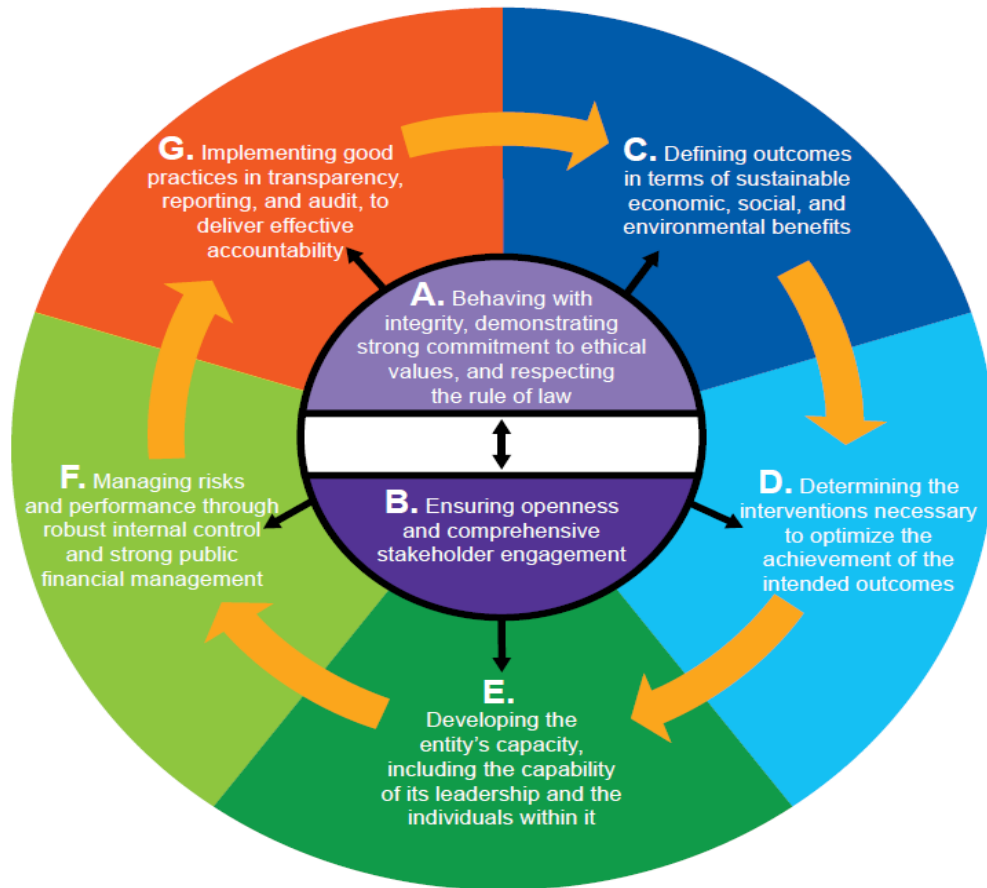 A. Behaving with
integrity, demonstrating
strong commitment to ethical
values, and respecting
the rule of law
B. Ensuring openness
and comprehensive
stakeholder engagement
C. Defining outcomes
in terms of sustainable
economic, social, and
environmental benefits
D. Determining the
interventions necessary
to optimize the
achievement of the
intended outcomes
E.
Developing the
entity's capacity,
including the capability
of its leadership and the
individuals within it
F. Managing risks
and performance through
robust internal control
and strong public
financial management
G. Implementing good
practices in transparency,
reporting, and audit, to
deliver effective
accountability